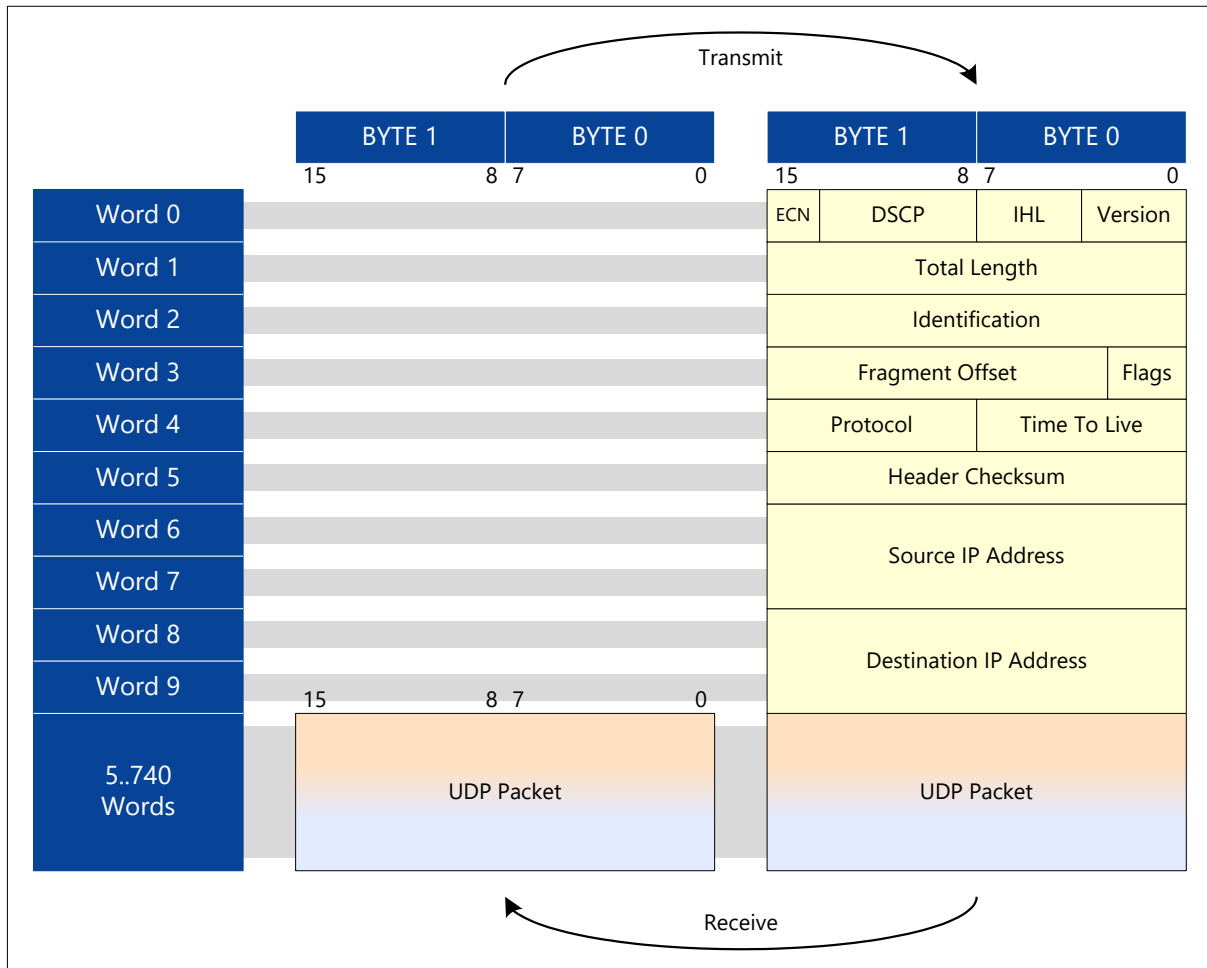 Transmit
BYTE 1 BYTE 0 BYTE 1 BYTE 0
15 8 7 0 15 8 7 0
Word 0 ECN DSCP IHL Version
Word 1 Total Length
Word 2 Identification
Word 3 Fragment Offset Flags
Word 4 Protocol Time To Live
Word 5 Header Checksum
Word 6
Source IP Address
Word 7
Word 8
Destination IP Address
Word 9
15 8 7 0
5..740
Words
UDP Packet UDP Packet
Receive